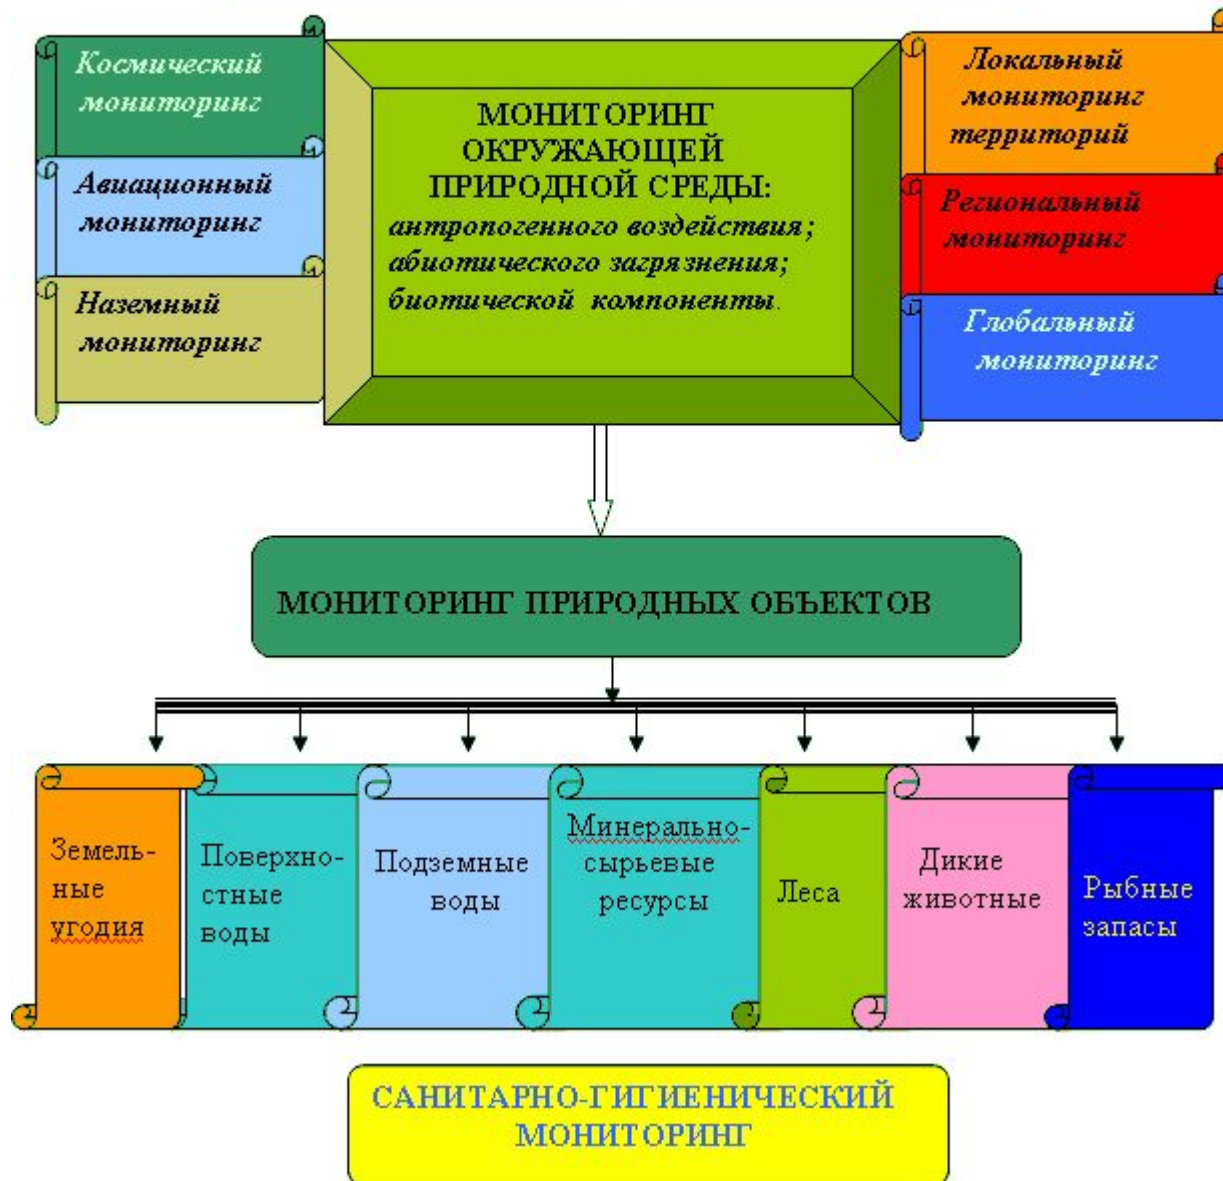 Космический
мониторинг
Авиационный
мониторинг
Наземный
мониторинг
МОНИТОРИНГ
ОКРУЖАЮЩЕЙ
ПРИРОДНОЙ СРЕДЫ:
антропогенного воздействия;
абиотического загрязнения;
биотической компоненты.
Локальный
мониторинг
территорий
Региональный
мониторинг
Глобальный
мониторинг
МОНИТОРИНГ ПРИРОДНЫХ ОБЪЕКТОВ
Земель-
ные
угодия
Поверхно-
стные
воды
Подземные
воды
Минерально-
сырьевые
ресурсы
Леса
Дикие
животные
Рыбные
запасы
САНИТАРНО-ГИГИЕНИЧЕСКИЙ
МОНИТОРИНГ